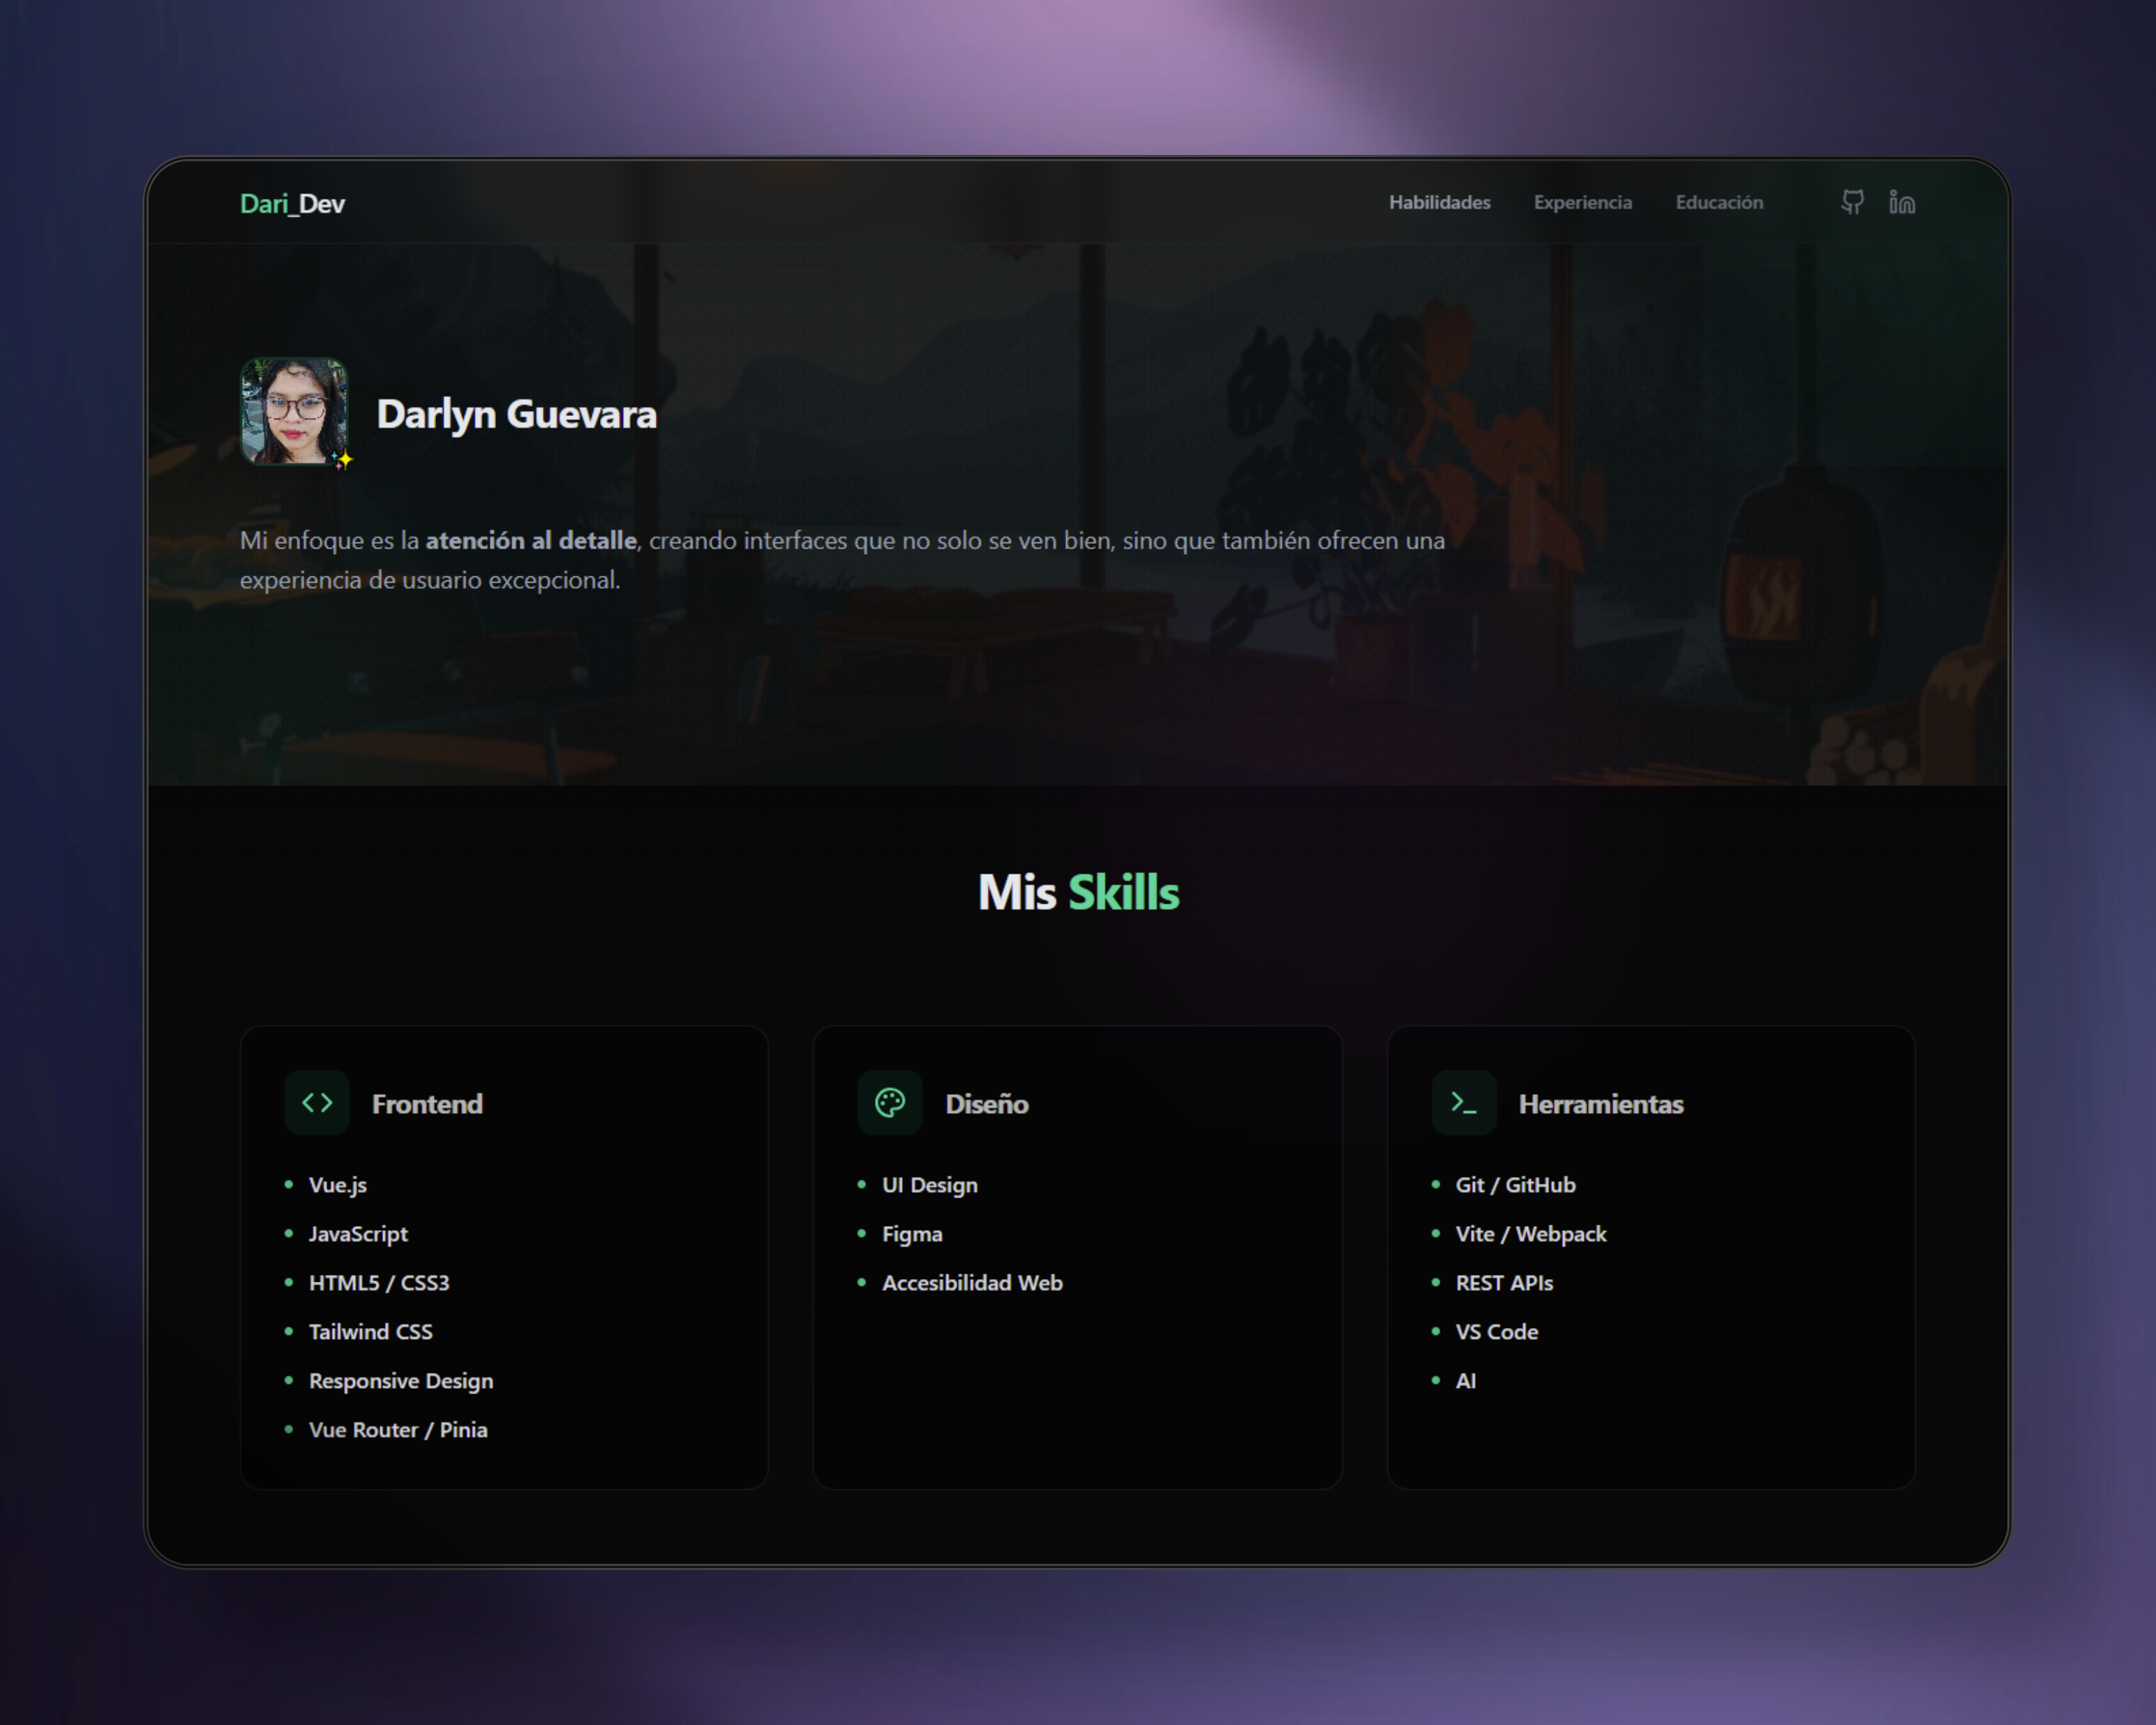 Dari_Dev
Habilidades Experiencia Educación
Darlyn Guevara
Mi enfoque es la atención al detalle, creando interfaces que no solo se ven bien, sino que también ofrecen una
experiencia de usuario excepcional.
Mis Skills
Frontend
Vue.js
JavaScript
HTML5 / CSS3
Tailwind CSS
Responsive Design
Vue Router / Pinia
Diseño
UI Design
Figma
Accesibilidad Web
Herramientas
Git / GitHub
Vite / Webpack
REST APIs
VS Code
AI